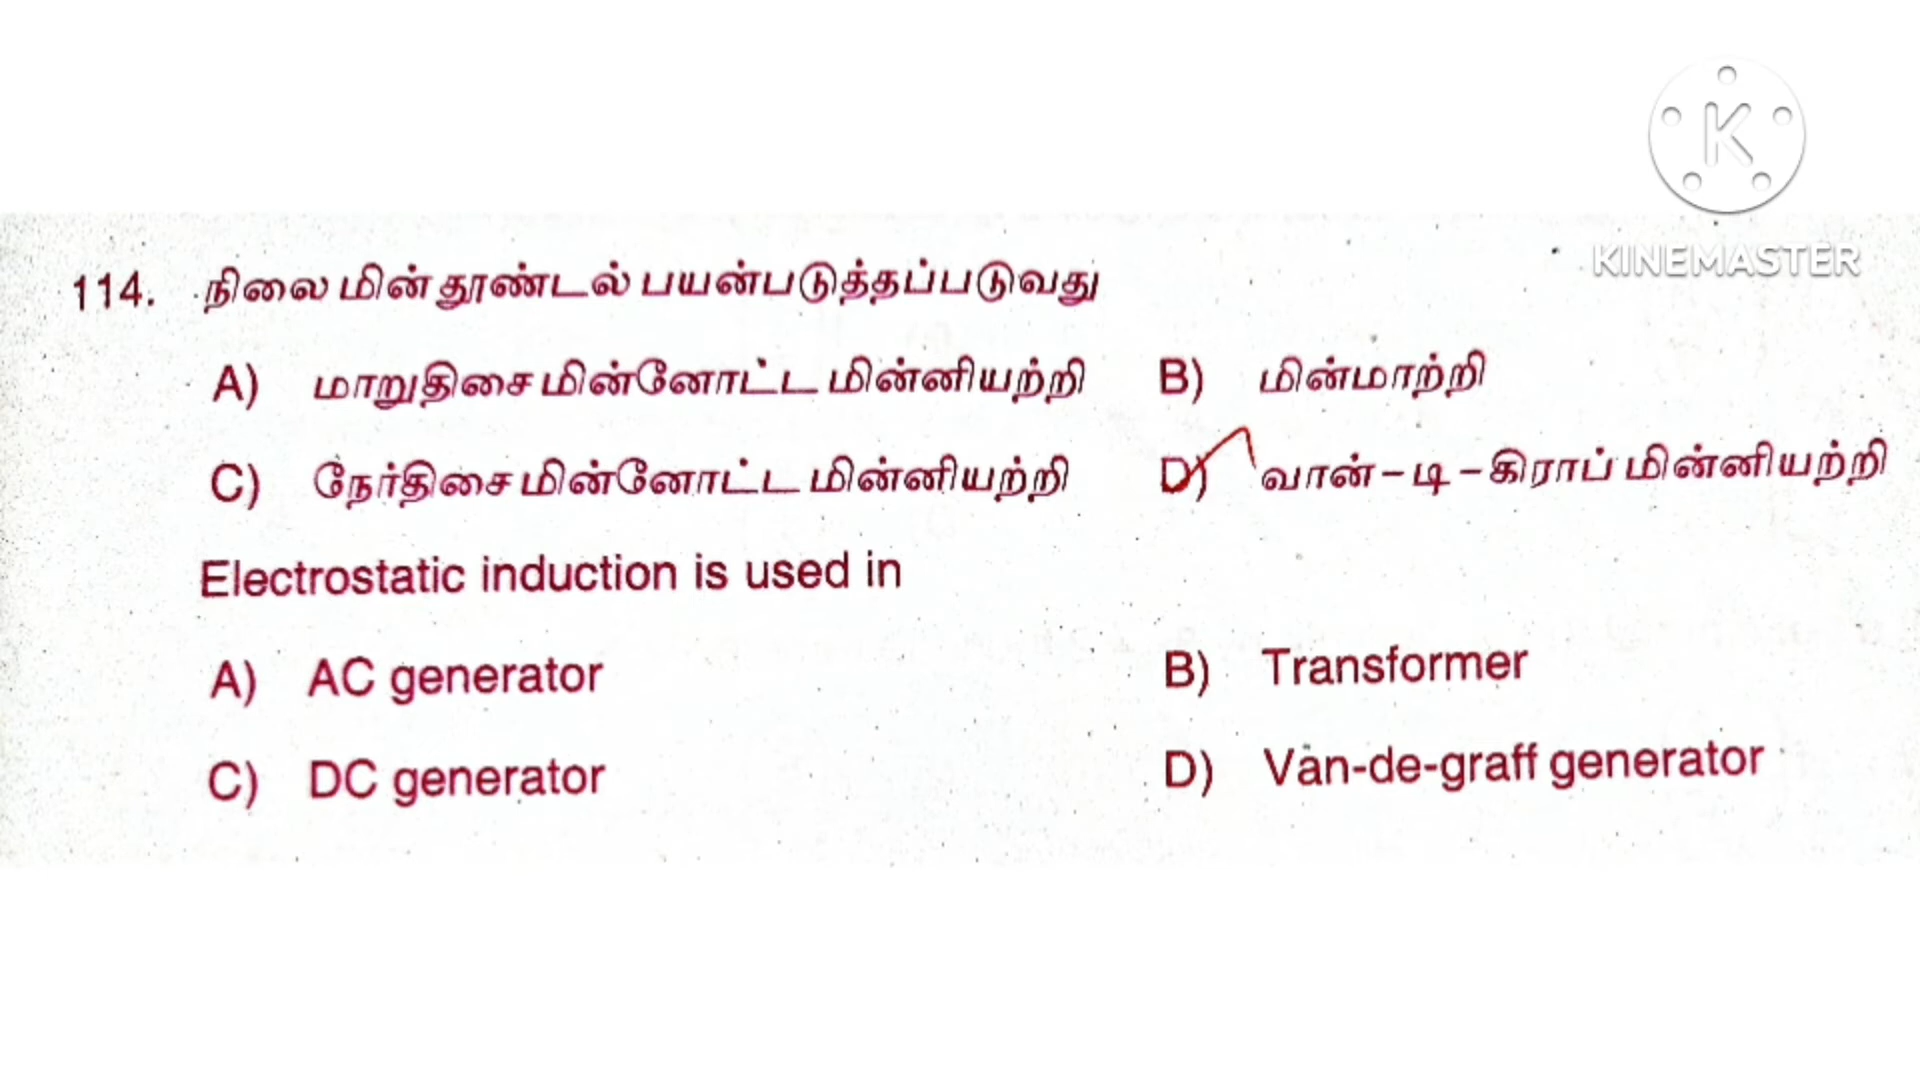 K
KINEMASTER
114. நிலை மின் தூண்டல் பயன்படுத்தப்படுவது
A) மாறுதிசை மின்னோட்ட மின்னியற்றி B) மின்மாற்றி
C) நேர்திசை மின்னோட்ட மின்னியற்றி D) வான் – டி – கிராப் மின்னியற்றி
Electrostatic induction is used in
A) AC generator B) Transformer
C) DC generator D) Van-de-graff generator